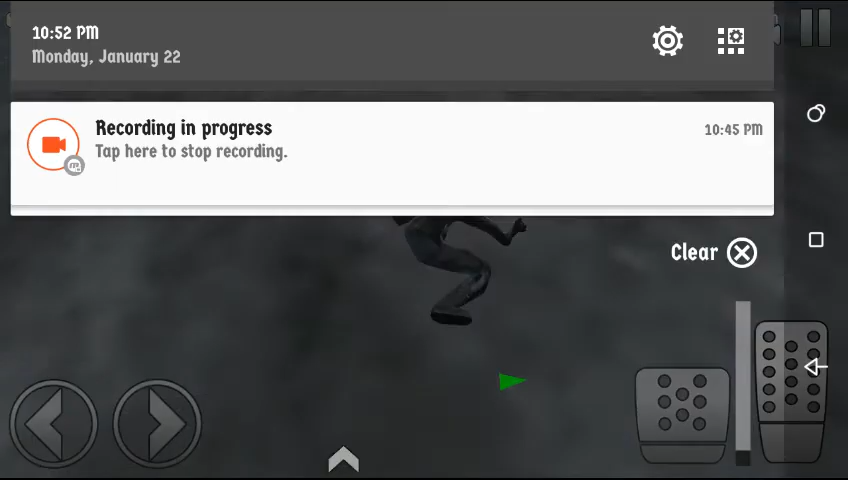 10:52 PM
Monday, January 22
Recording in progress
10:45 PM
Tap here to stop recording.
Clear